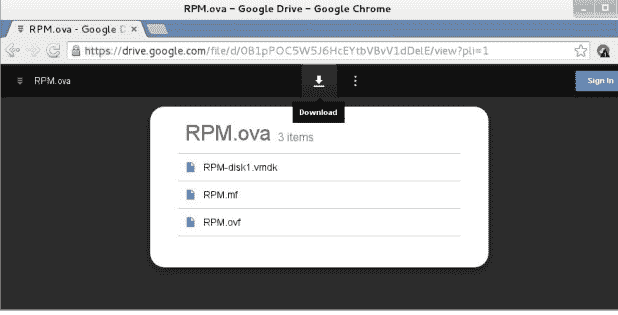 RPM.ova – Google Drive – Google Chrome
RPM.ova - Google D
https://drive.google.com/file/d/0B1pPOC5W5J6HcEYtbVBvV1dDelE/view?pli=1
RPM.ova
Sign In
Download
RPM.ova 3 items
RPM-disk1.vmdk
RPM.mf
RPM.ovf